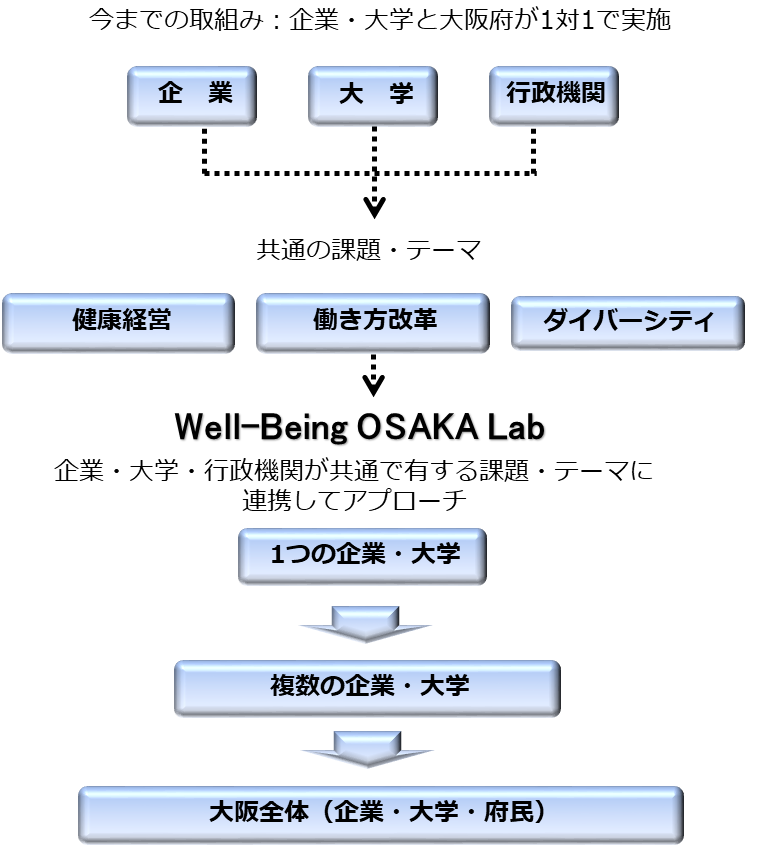 今までの取組み：企業・大学と大阪府が1対1で実施
企　業
大　学
行政機関
共通の課題・テーマ
健康経営
働き方改革
ダイバーシティ
Well-Being OSAKA Lab
企業・大学・行政機関が共通で有する課題・テーマに
連携してアプローチ
1つの企業・大学
複数の企業・大学
大阪全体（企業・大学・府民）